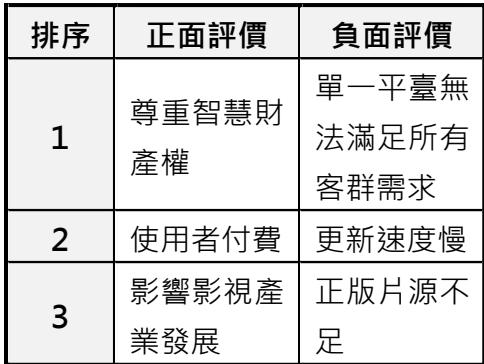 排序 正面評價 負面評價
1 尊重智慧財產權 單一平臺無法滿足所有客群需求
2 使用者付費 更新速度慢
3 影響影視產業發展 正版片源不足